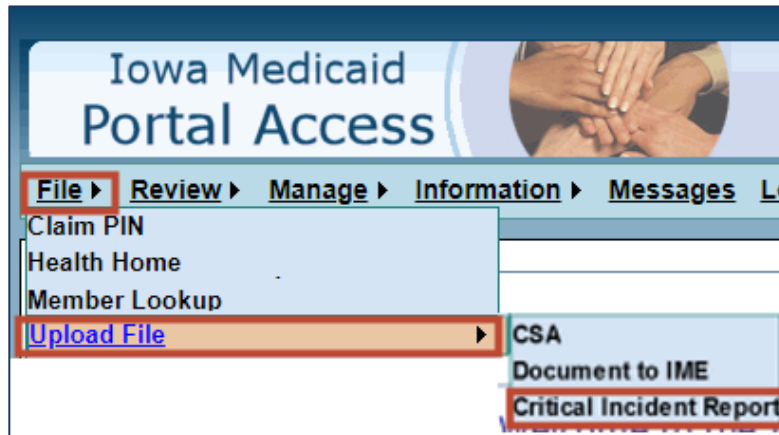 Iowa Medicaid
Portal Access
File Review Manage Information Messages
Claim PIN
Health Home
Member Lookup
Upload File
CSA
Document to IME
Critical Incident Report